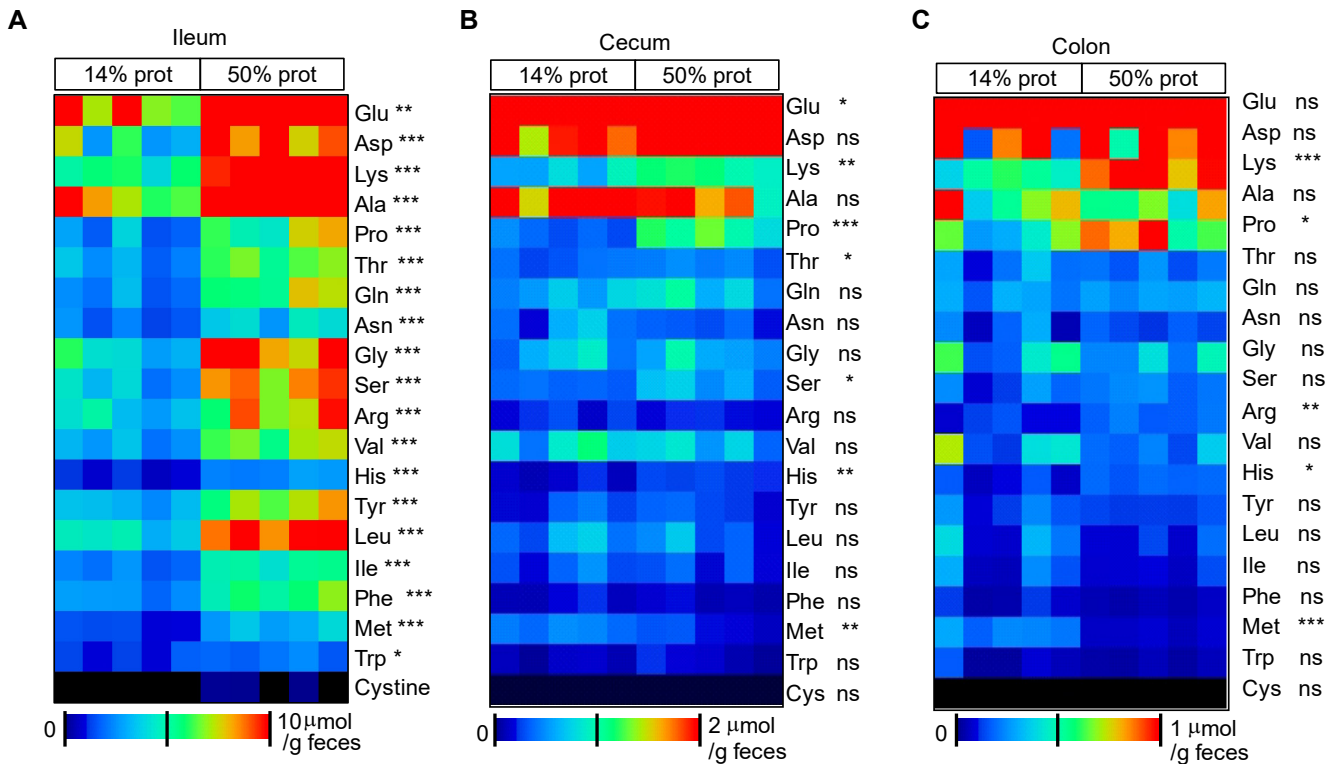 A
Ileum
14% prot 50% prot
Glu **
Asp ***
Lys ***
Ala ***
Pro ***
Thr ***
Gln ***
Asn ***
Gly ***
Ser ***
Arg ***
Val ***
His ***
Tyr ***
Leu ***
Ile ***
Phe ***
Met ***
Trp *
Cystine
0 10 μmol
/g feces
B
Cecum
14% prot 50% prot
Glu *
Asp ns
Lys **
Ala ns
Pro ***
Thr *
Gln ns
Asn ns
Gly ns
Ser *
Arg ns
Val ns
His **
Tyr ns
Leu ns
Ile ns
Phe ns
Met **
Trp ns
Cys ns
0 2 μmol
/g feces
C
Colon
14% prot 50% prot
Glu ns
Asp ns
Lys ***
Ala ns
Pro *
Thr ns
Gln ns
Asn ns
Gly ns
Ser ns
Arg **
Val ns
His *
Tyr ns
Leu ns
Ile ns
Phe ns
Met ***
Trp ns
Cys ns
0 1 μmol
/g feces